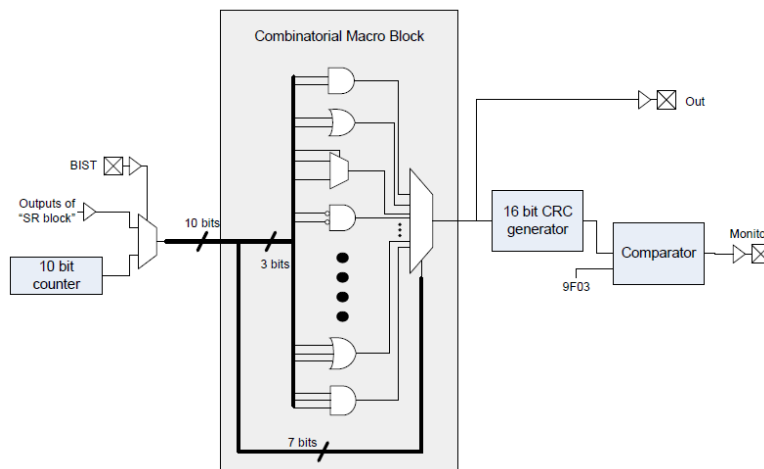 Combinatorial Macro Block
Out
BIST
Outputs of
"SR block"
10 bits
3 bits
10 bit
counter
16 bit CRC
generator
Comparator
Monito
9F03
7 bits